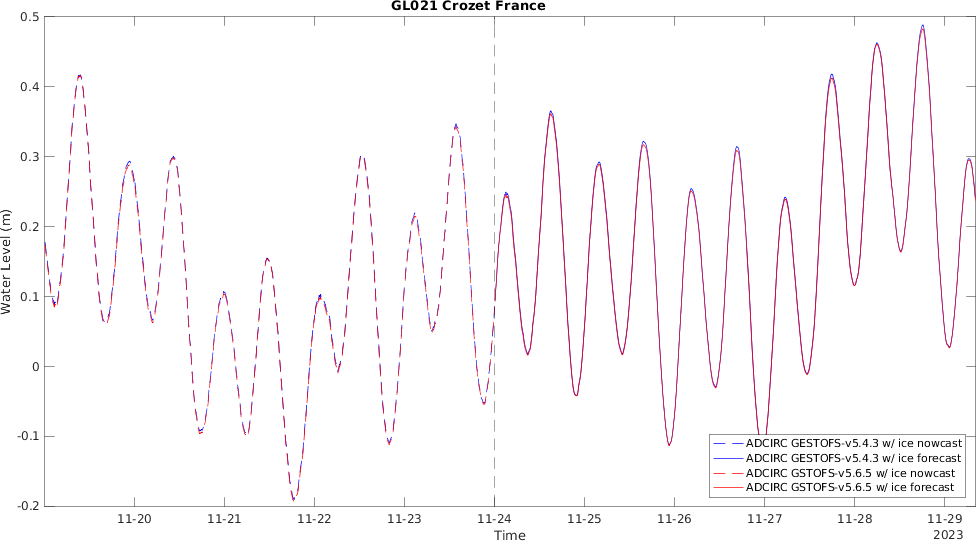 GL021 Crozet France
0.5
0.4
0.3
0.2
0.1
0
-0.1
-0.2
Water Level (m)
ADCIRC GESTOFS-v5.4.3 w/ ice nowcast
ADCIRC GESTOFS-v5.4.3 w/ ice forecast
ADCIRC GSTOFS-v5.6.5 w/ ice nowcast
ADCIRC GSTOFS-v5.6.5 w/ ice forecast
11-20 11-21 11-22 11-23 11-24 11-25 11-26 11-27 11-28 11-29
Time
2023